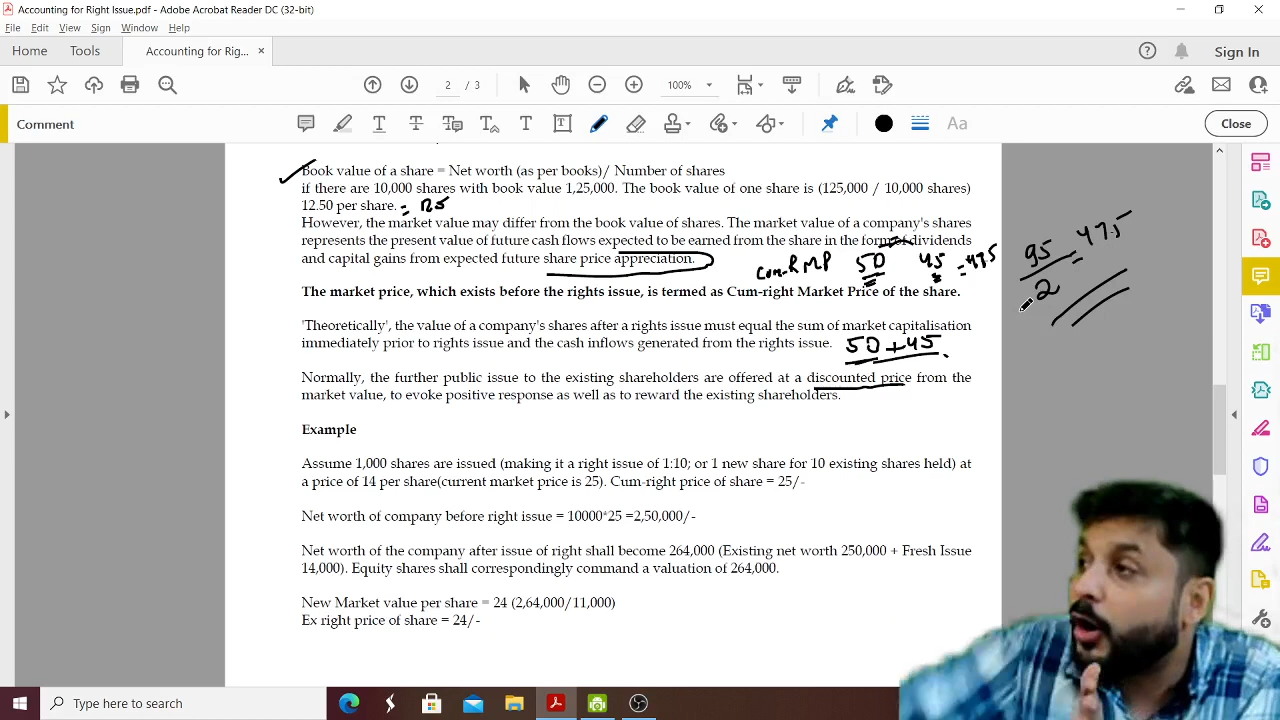 Accounting for Right Issue.pdf - Adobe Acrobat Reader DC (32-bit)
File Edit View Sign Window Help
Home Tools Accounting for Rig... × Sign In
2 / 3 100%
Comment Aa Close
Book value of a share = Net worth (as per Books)/ Number of shares
if there are 10,000 shares with book value 1,25,000. The book value of one share is (125,000 / 10,000 shares)
12.50 per share. = 125
However, the market value may differ from the book value of shares. The market value of a company's shares
represents the present value of future cash flows expected to be earned from the share in the form of dividends
and capital gains from expected future share price appreciation.
Cum-R MP 50 45 = 47.5
95/2 = 47.5
The market price, which exists before the rights issue, is termed as Cum-right Market Price of the share.
'Theoretically', the value of a company's shares after a rights issue must equal the sum of market capitalisation
immediately prior to rights issue and the cash inflows generated from the rights issue. 50 + 45
Normally, the further public issue to the existing shareholders are offered at a discounted price from the
market value, to evoke positive response as well as to reward the existing shareholders.
Example
Assume 1,000 shares are issued (making it a right issue of 1:10; or 1 new share for 10 existing shares held) at
a price of 14 per share(current market price is 25). Cum-right price of share = 25/-
Net worth of company before right issue = 10000*25 =2,50,000/-
Net worth of the company after issue of right shall become 264,000 (Existing net worth 250,000 + Fresh Issue
14,000). Equity shares shall correspondingly command a valuation of 264,000.
New Market value per share = 24 (2,64,000/11,000)
Ex right price of share = 24/-
Type here to search